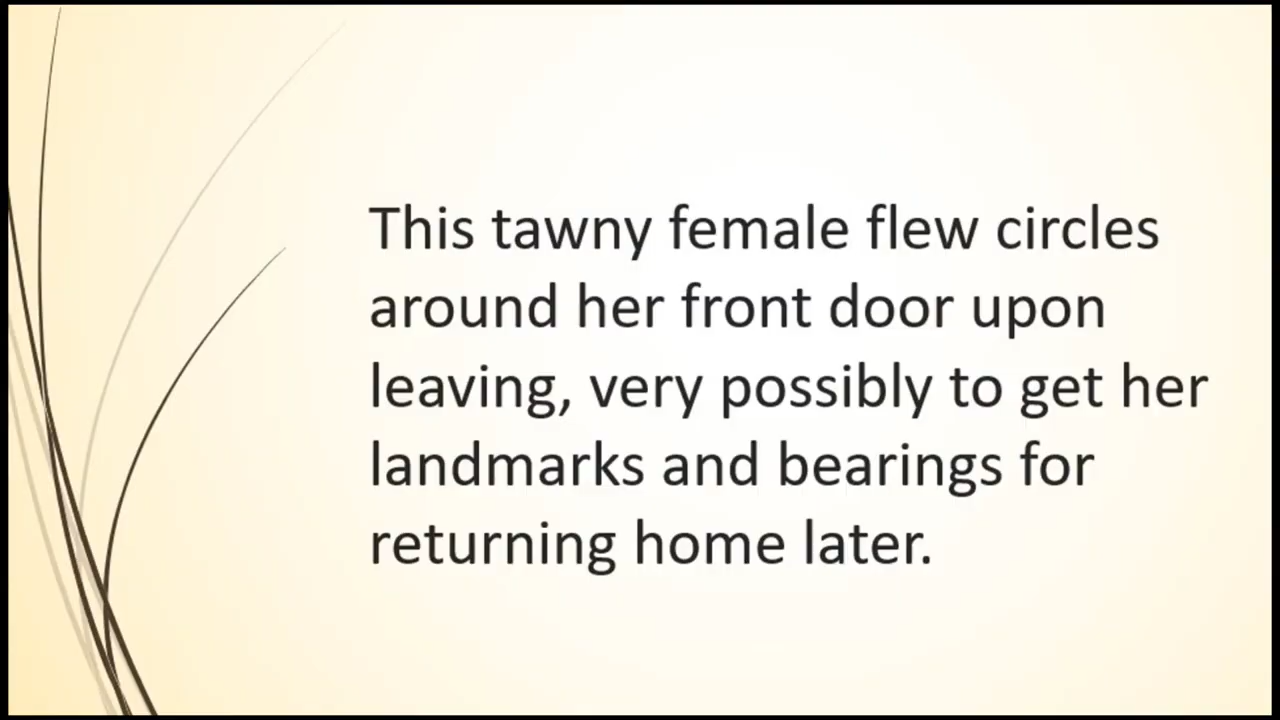 This tawny female flew circles
around her front door upon
leaving, very possibly to get her
landmarks and bearings for
returning home later.